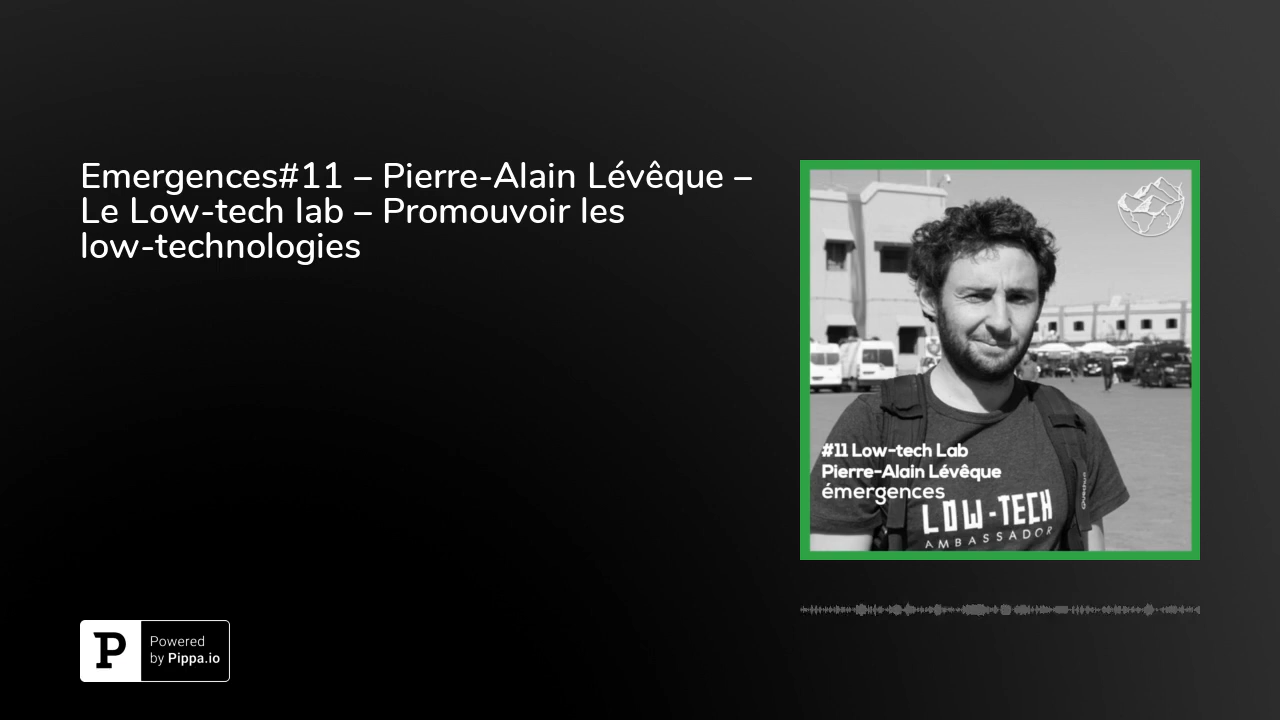 Emergences#11 – Pierre-Alain Lévêque –
Le Low-tech lab – Promouvoir les
low-technologies
#11 Low-tech Lab
Pierre-Alain Lévêque
émergences
LOW-TECH
AMBASSADOR
Quechua
P
Powered
by Pippa.io